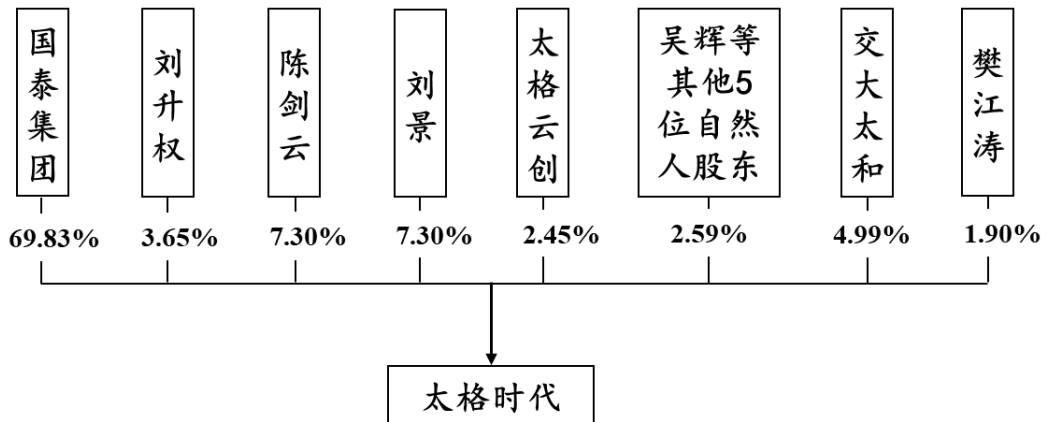 国泰集团
刘升权
陈剑云
刘景
太格云创
吴辉等
其他5
位自然
人股东
交大太和
樊江涛
69.83%
3.65%
7.30%
7.30%
2.45%
2.59%
4.99%
1.90%
太格时代